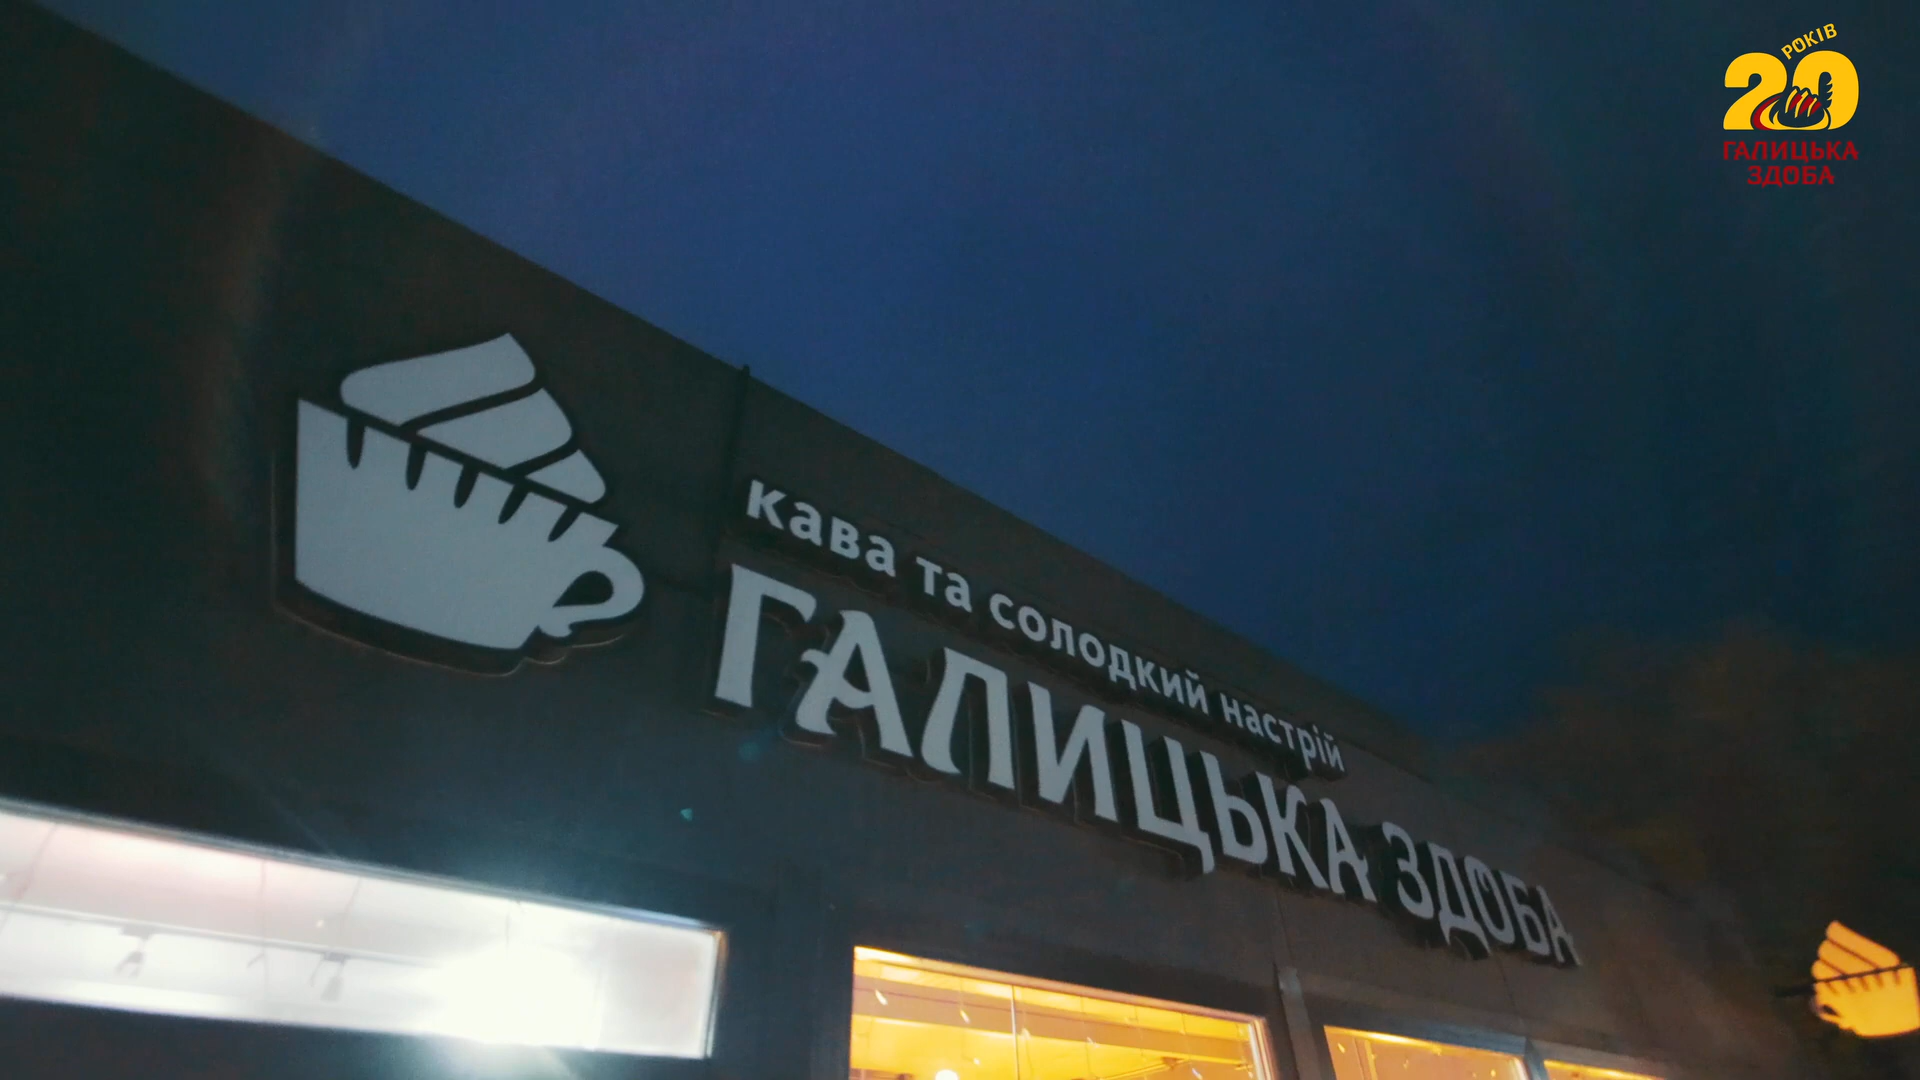 20 РОКІВ
ГАЛИЦЬКА
ЗДОБА
кава та солодкий настрій
ГАЛИЦЬКА ЗДОБА